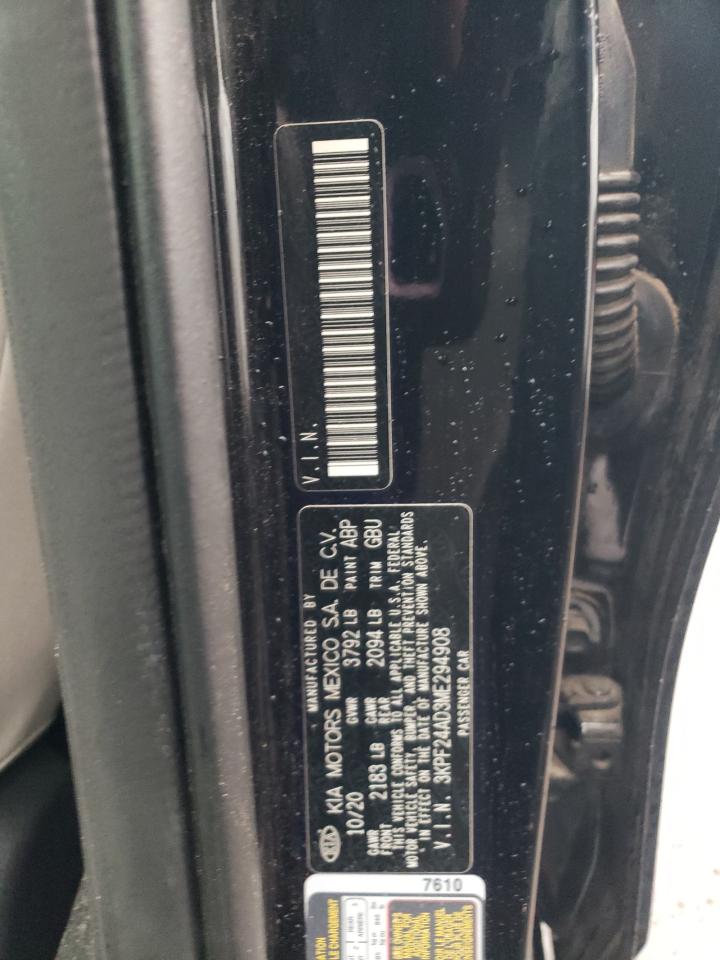 V.I.N.
MANUFACTURED BY
KIA KIA MOTORS MEXICO S.A. DE C.V.
10/20 GVWR 3792 LB PAINT ABP
GAWR FRONT 2183 LB GAWR REAR 2094 LB TRIM GBU
THIS VEHICLE CONFORMS TO ALL APPLICABLE U.S.A. FEDERAL
MOTOR VEHICLE SAFETY, BUMPER, AND THEFT PREVENTION STANDARDS
IN EFFECT ON THE DATE OF MANUFACTURE SHOWN ABOVE.
V.I.N. 3KPF24AD3ME294908
PASSENGER CAR
7610